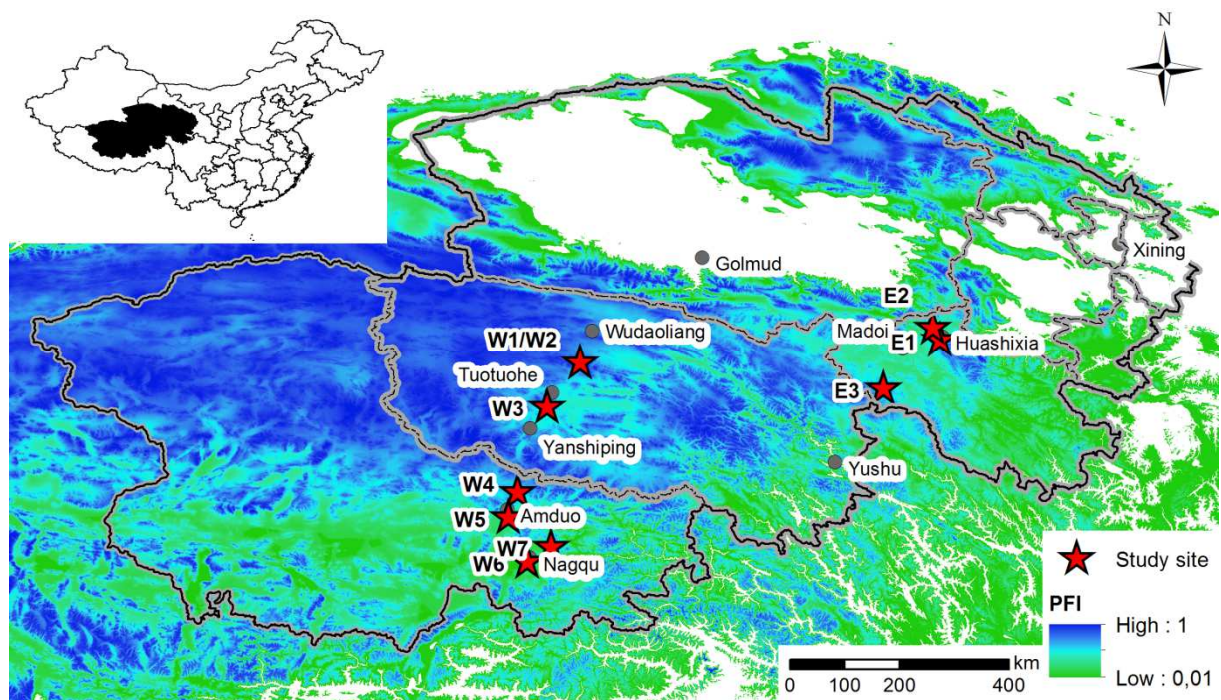 N
Xining
Golmud
E2
Wudaoliang
Madoi
W1/W2
E1
Huashixia
Tuotuohe
E3
W3
Yanshiping
Yushu
W4
Amduo
W5
W7
W6
Nagqu
Study site
PFI
High : 1
Low : 0,01
km
0 100 200 400